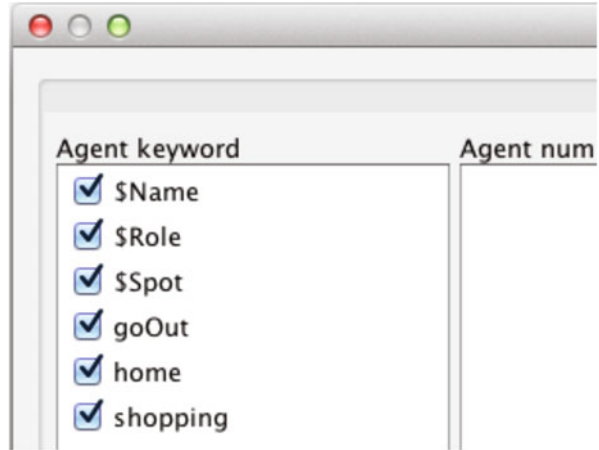 Agent keyword
Agent num
$Name
$Role
$Spot
goOut
home
shopping